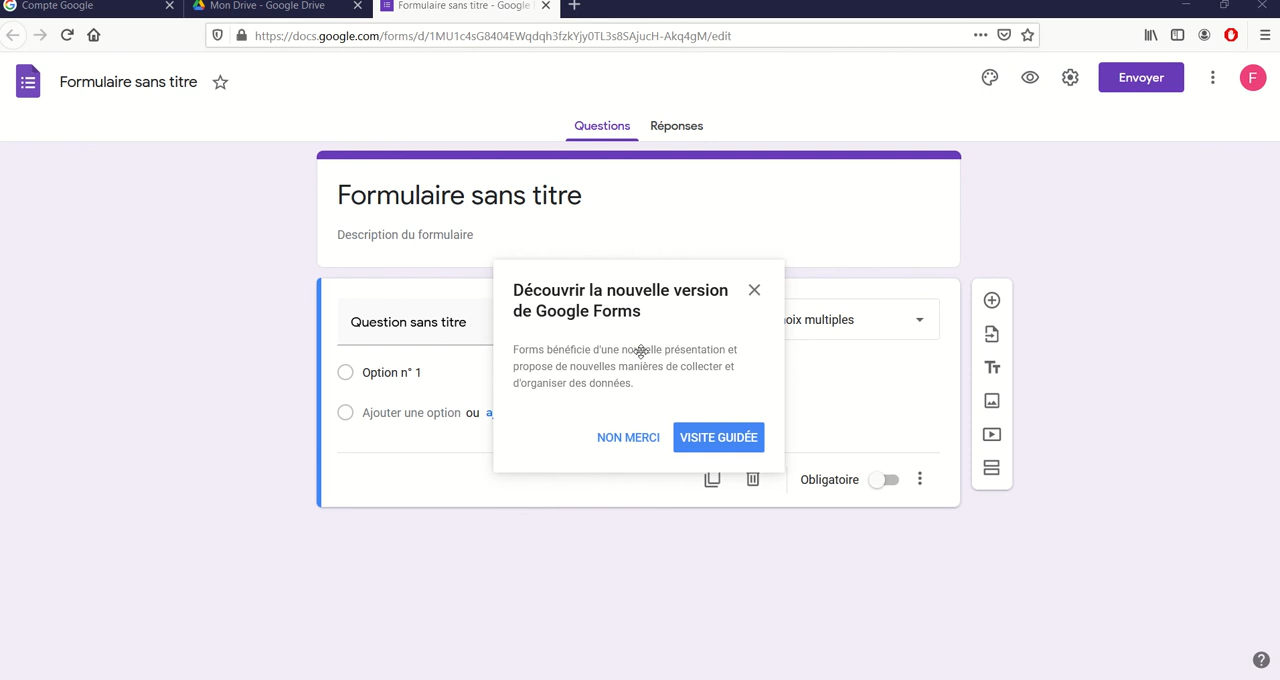 Compte Google
Mon Drive - Google Drive
Formulaire sans titre - Google F
https://docs.google.com/forms/d/1MU1c4sG8404EWqdqh3fzkYjy0TL3s8SAjucH-Akq4gM/edit
Formulaire sans titre
Envoyer
F
Questions
Réponses
Formulaire sans titre
Description du formulaire
Découvrir la nouvelle version
de Google Forms
Question sans titre
oix multiples
Forms bénéficie d'une nouvelle présentation et
propose de nouvelles manières de collecter et
d'organiser des données.
Option n° 1
Ajouter une option ou
NON MERCI
VISITE GUIDÉE
Obligatoire